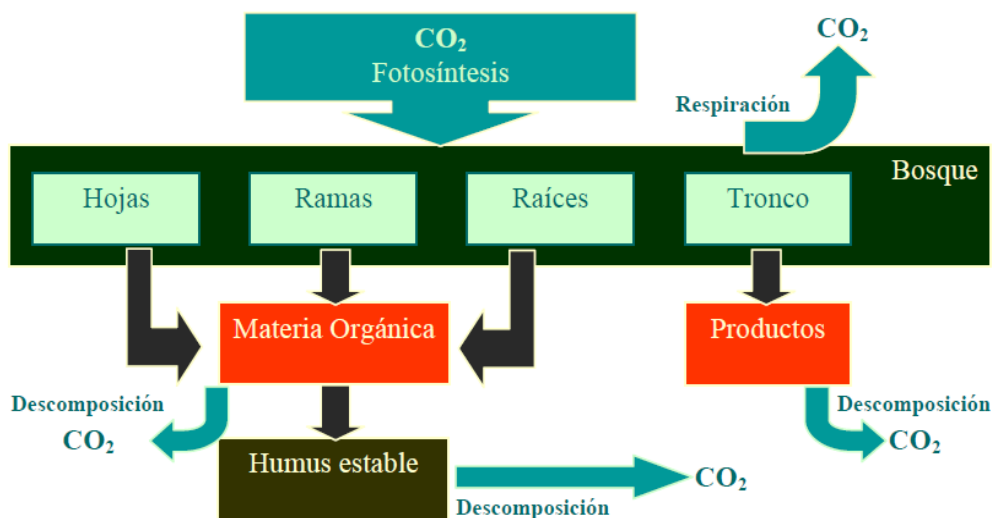 CO₂
Fotosíntesis
CO₂
Respiración
Bosque
Hojas
Ramas
Raíces
Tronco
Materia Orgánica
Productos
Descomposición
CO₂
Descomposición
CO₂
Humus estable
CO₂
Descomposición